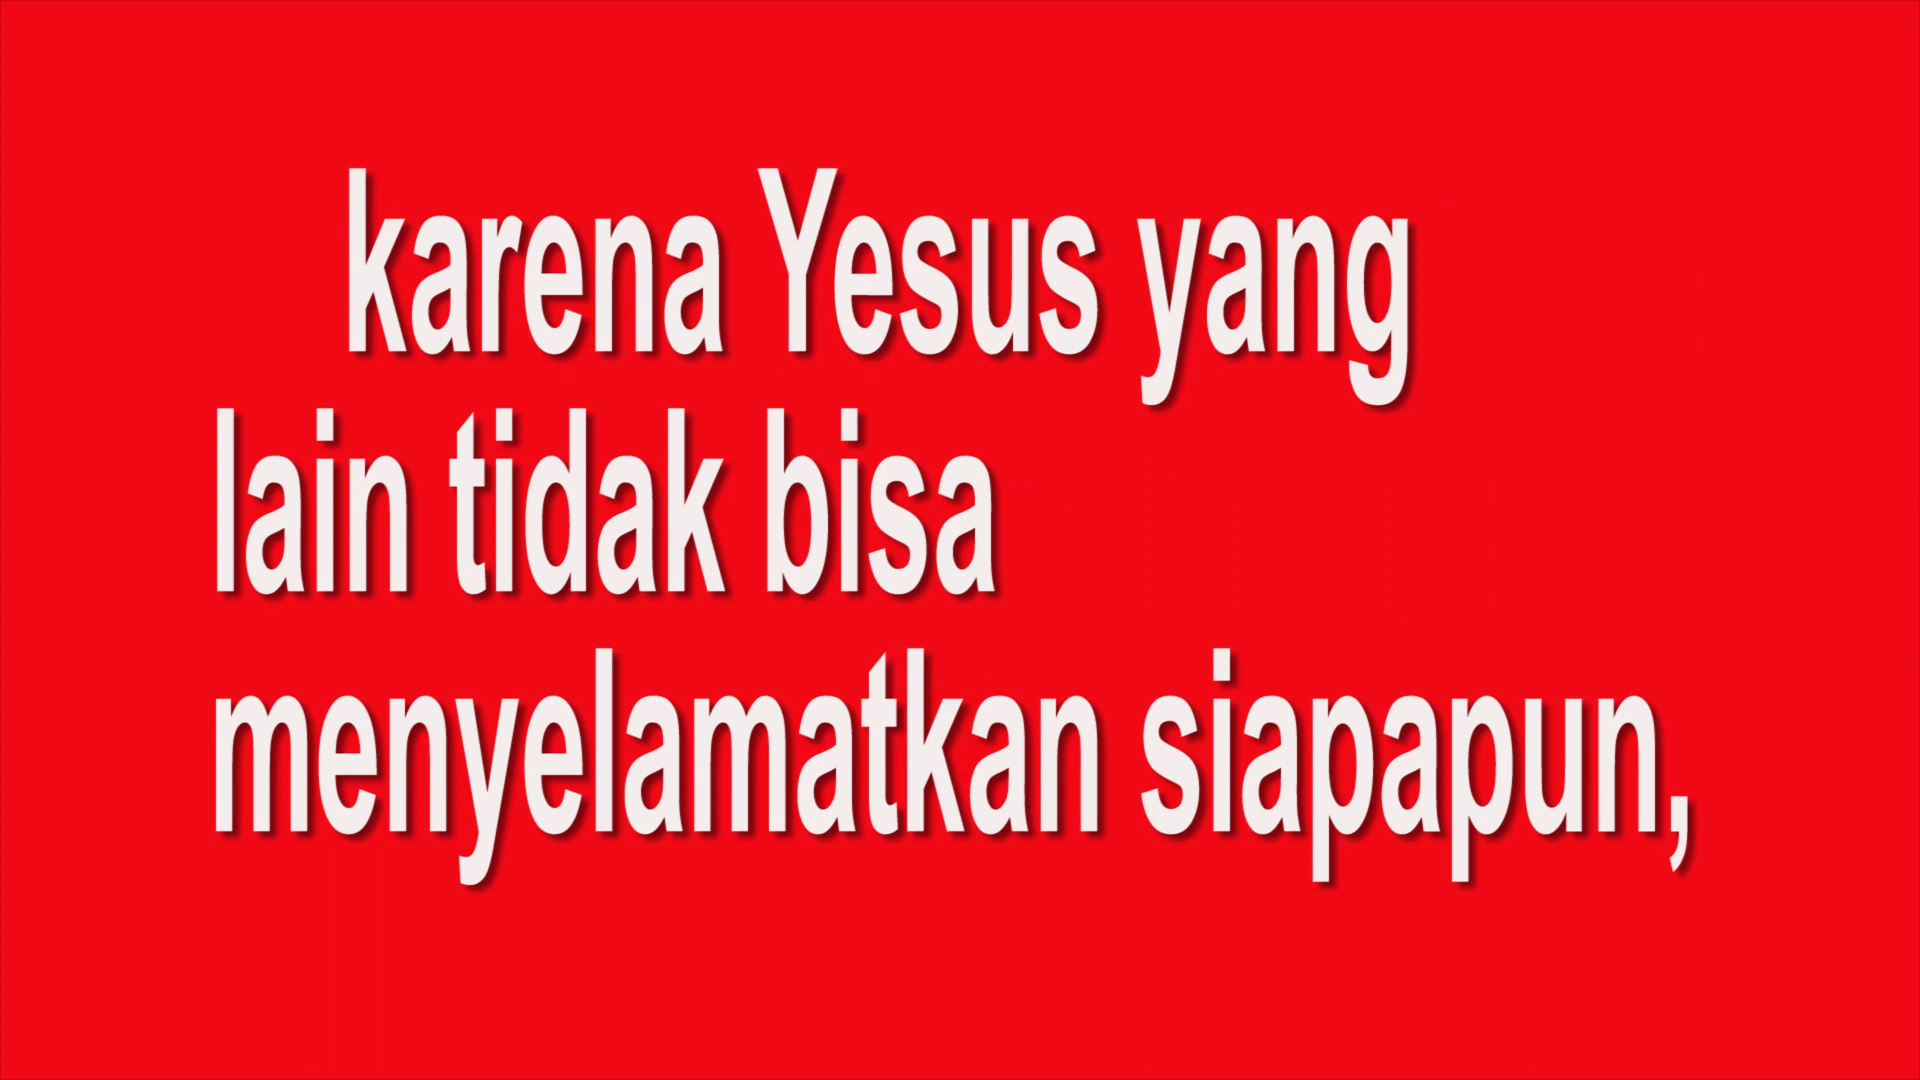 karena Yesus yang
lain tidak bisa
menyelamatkan siapapun,